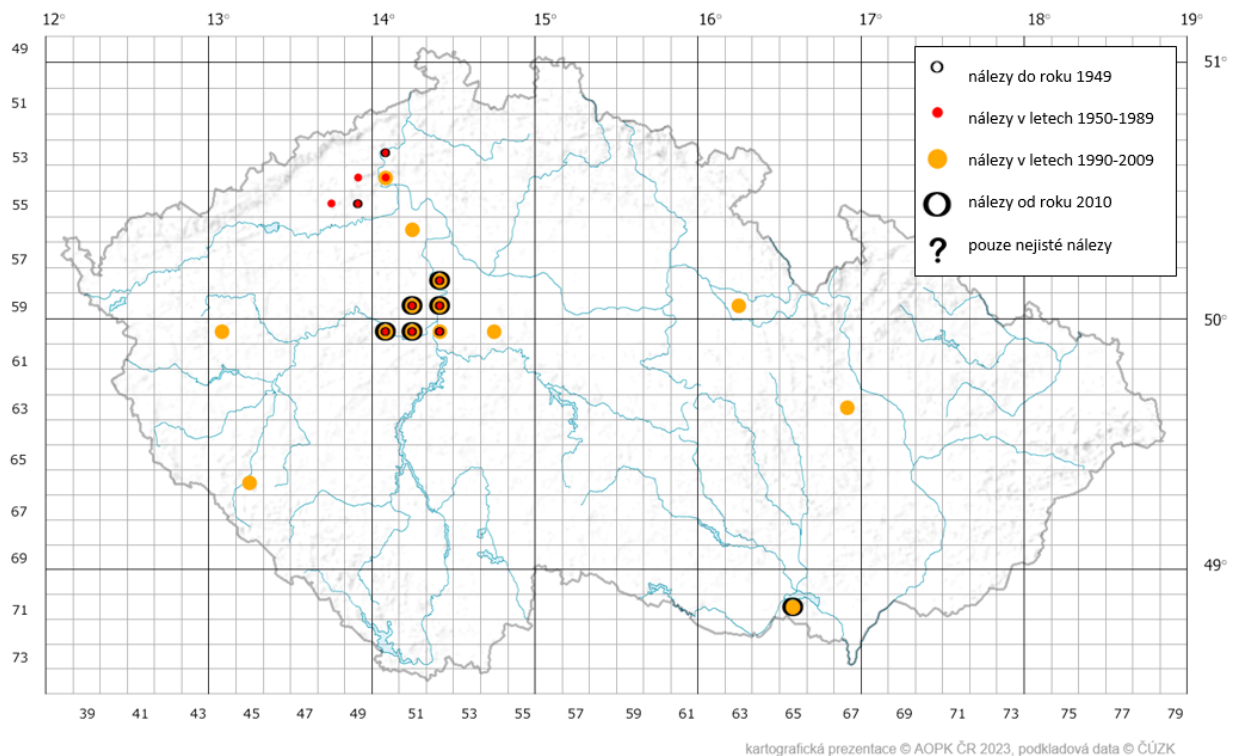 12° 13° 14° 15° 16° 17° 18° 19°
49 51°
51
53
55
57
59 50°
61
63
65
67
69 49°
71
73
nálezy do roku 1949
nálezy v letech 1950-1989
nálezy v letech 1990-2009
nálezy od roku 2010
? pouze nejisté nálezy
39 41 43 45 47 49 51 53 55 57 59 61 63 65 67 69 71 73 75 77 79
kartografická prezentace © AOPK ČR 2023, podkladová data © ČÚZK